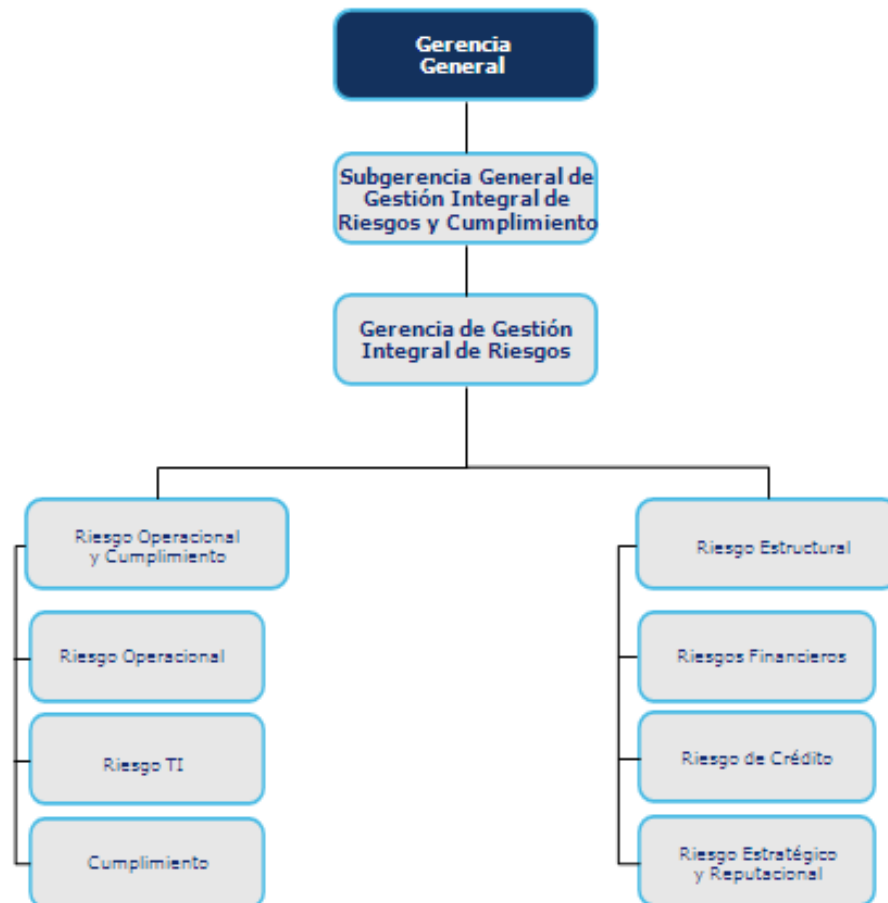 Gerencia
General
Subgerencia General de
Gestión Integral de
Riesgos y Cumplimiento
Gerencia de Gestión
Integral de Riesgos
Riesgo Operacional
y Cumplimiento
Riesgo Operacional
Riesgo TI
Cumplimiento
Riesgo Estructural
Riesgos Financieros
Riesgo de Crédito
Riesgo Estratégico
y Reputacional